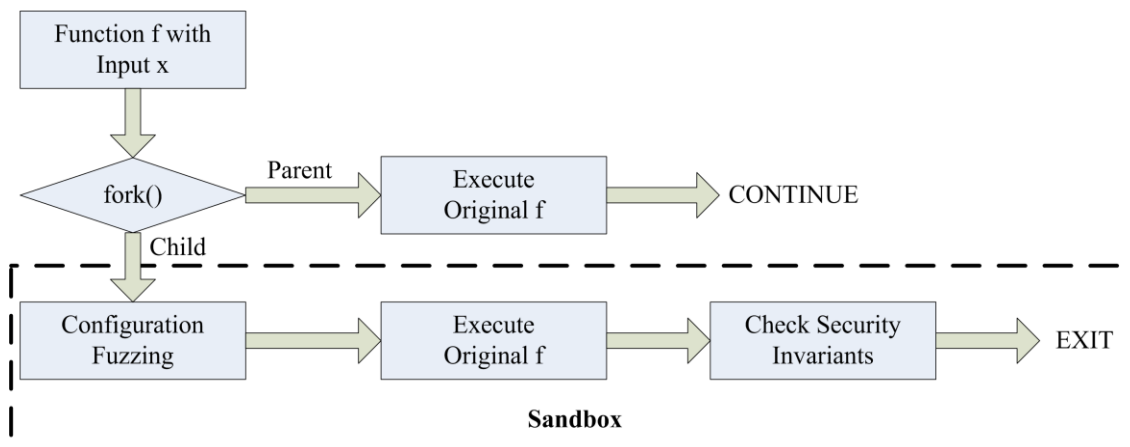 Function f with
Input x
fork()
Parent
Execute
Original f
CONTINUE
Child
Configuration
Fuzzing
Execute
Original f
Check Security
Invariants
EXIT
Sandbox